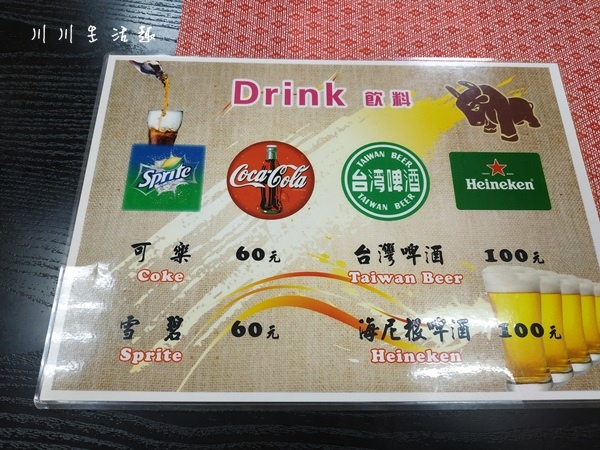 川川生活趣
Drink 飲料
Sprite
Coca-Cola
TAIWAN BEER
台湾啤酒
TAIWAN BEER
Heineken
可樂 60元
Coke
台灣啤酒 100元
Taiwan Beer
雪碧 60元
Sprite
海尼根啤酒 100元
Heineken